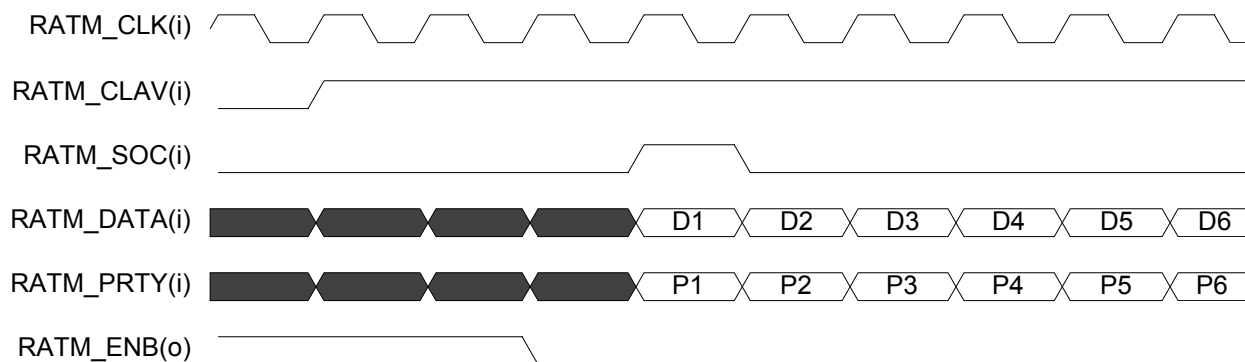 RATM_CLK(i)
RATM_CLAV(i)
RATM_SOC(i)
RATM_DATA(i) D1 D2 D3 D4 D5 D6
RATM_PRTY(i) P1 P2 P3 P4 P5 P6
RATM_ENB(o)